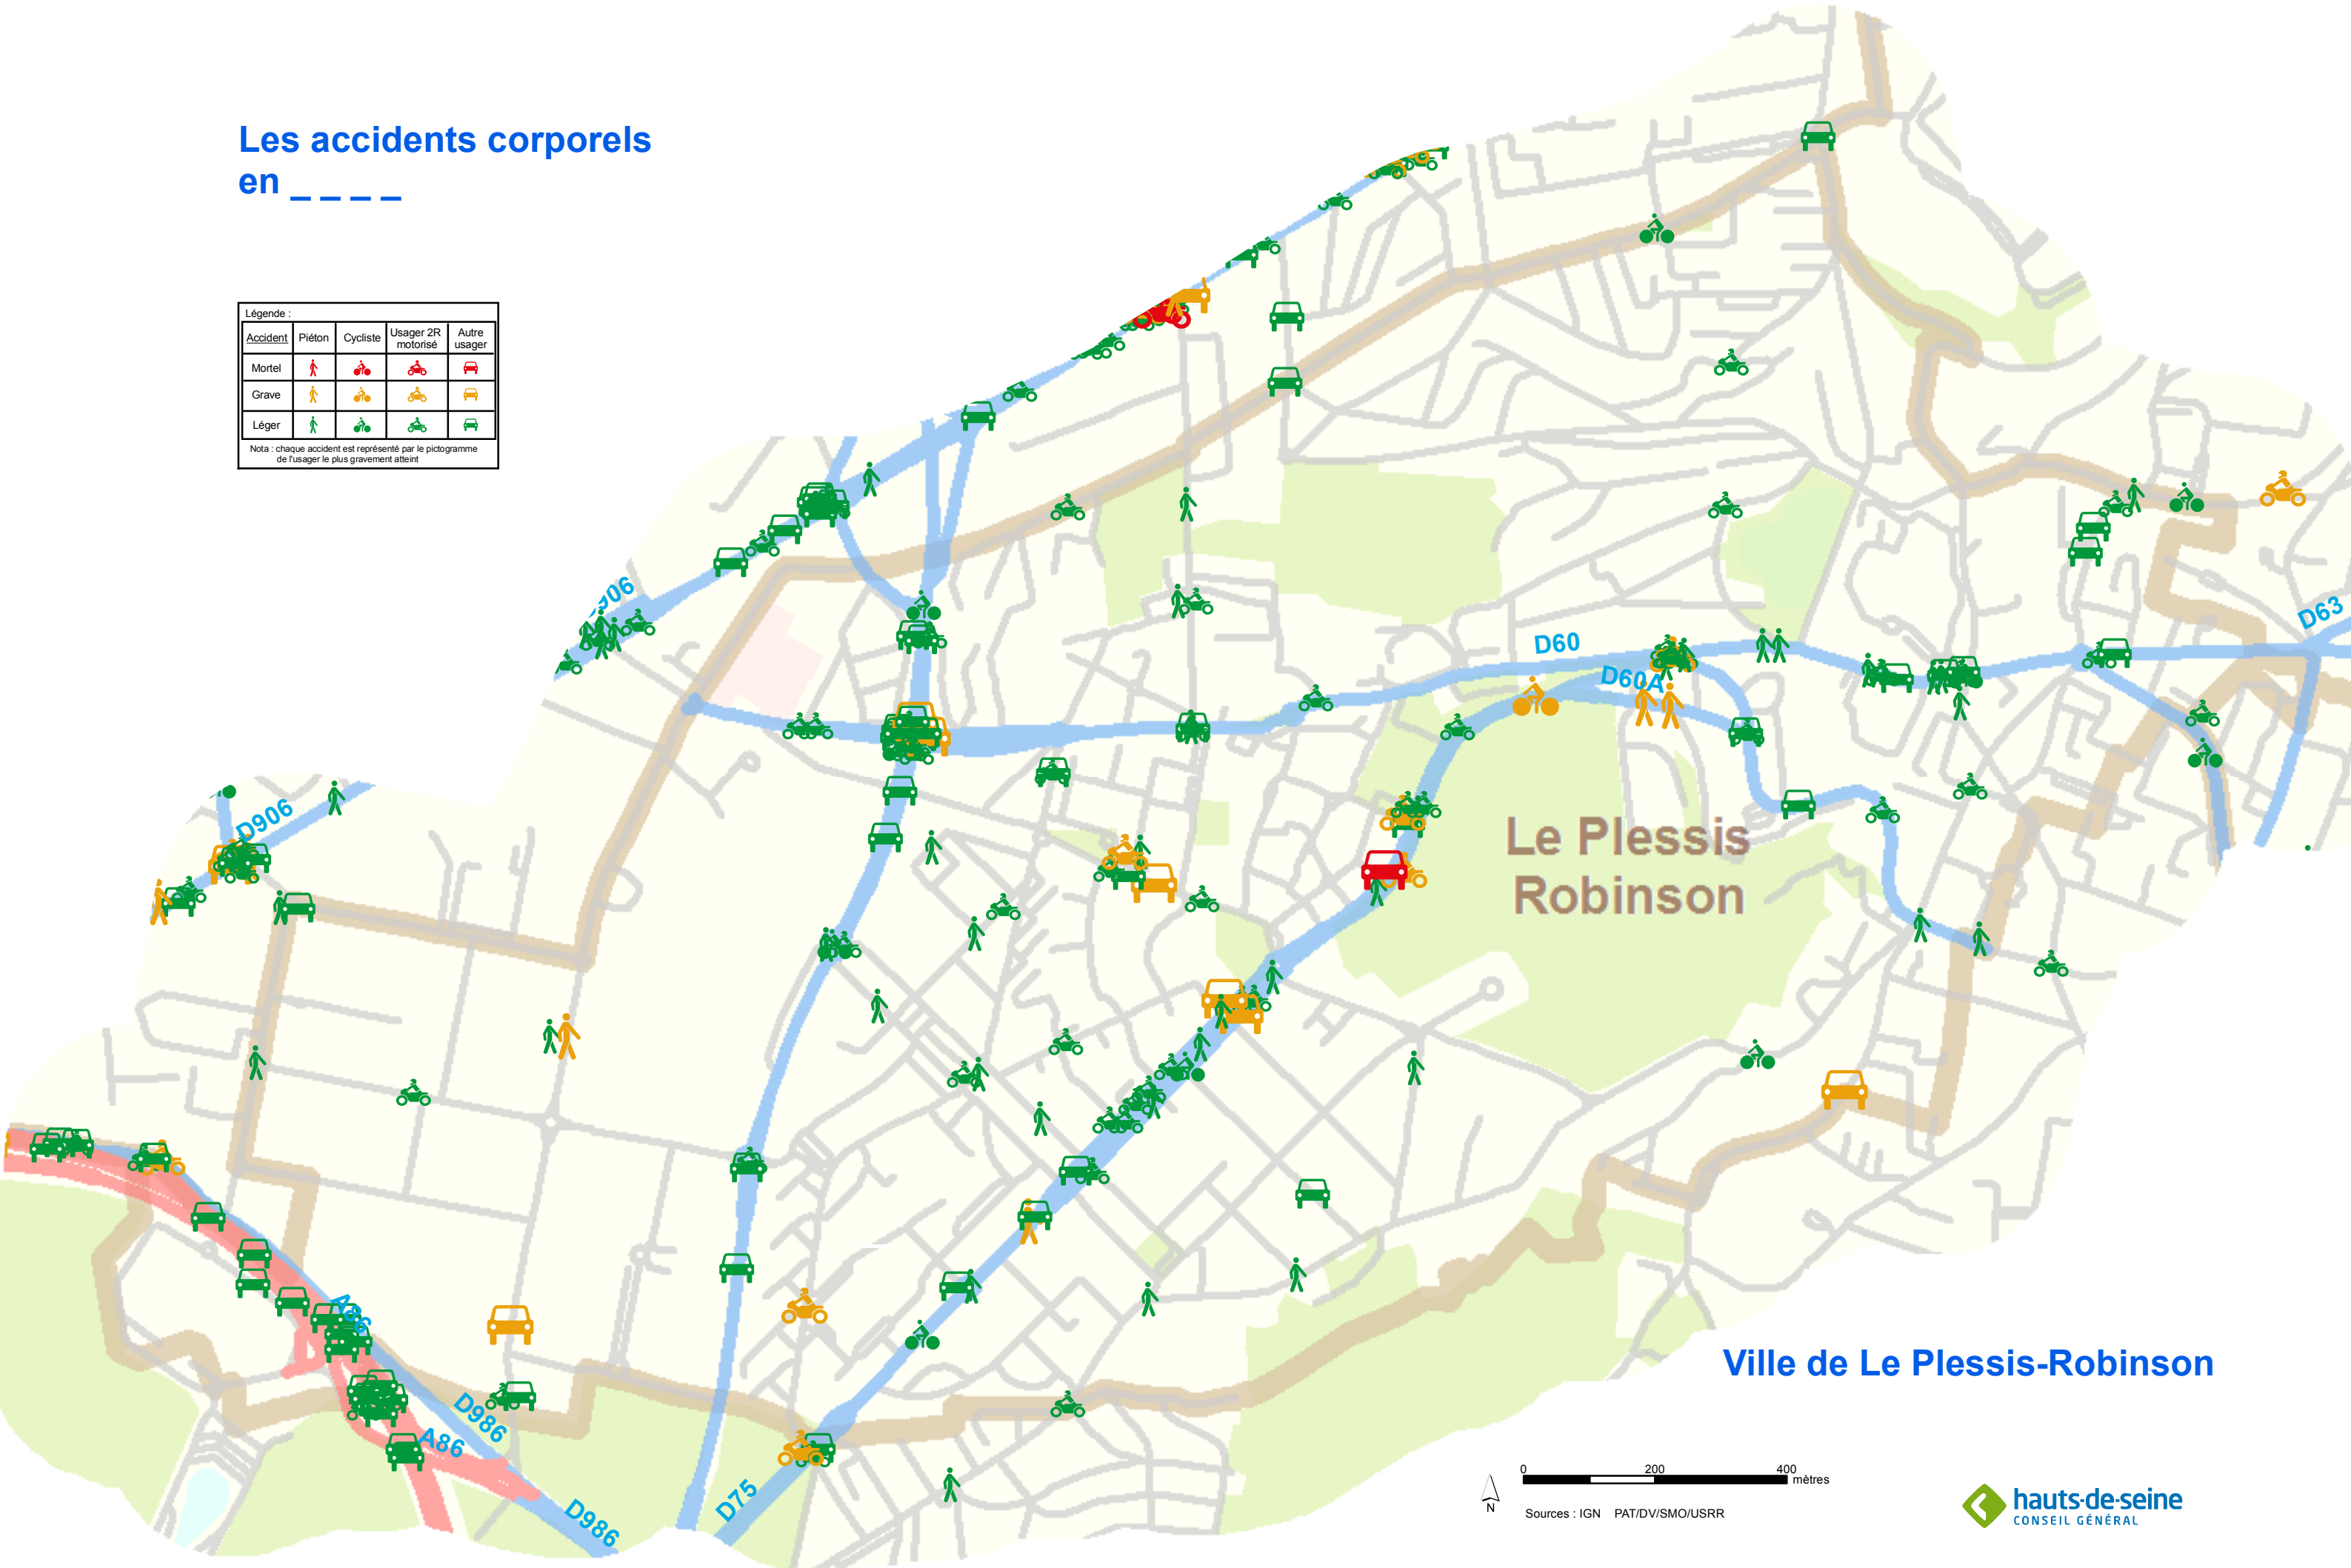 Les accidents corporels
en _ _ _ _
Légende :
Accident Piéton Cycliste Usager 2R motorisé Autre usager
Mortel
Grave
Léger
Nota : chaque accident est représenté par le pictogramme
de l'usager le plus gravement atteint
906
D60
D60A
D63
D906
Le Plessis
Robinson
A86
D986
A86
D986
D75
Ville de Le Plessis-Robinson
0 200 400
mètres
N
Sources : IGN PAT/DV/SMO/USRR
hauts-de-seine
CONSEIL GÉNÉRAL